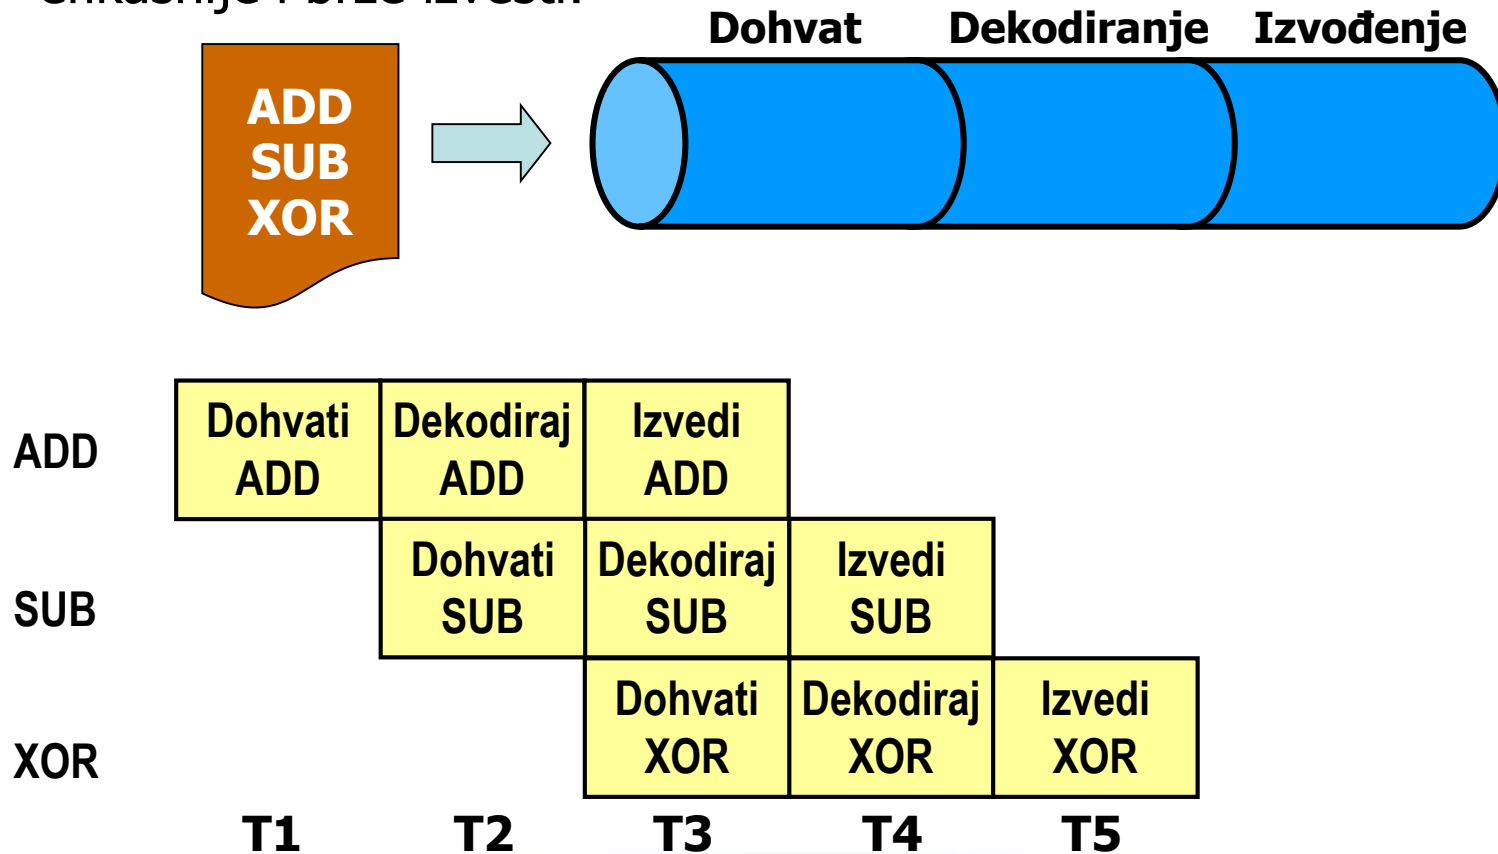 Dohvat Dekodiranje Izvođenje
ADD
SUB
XOR
ADD
Dohvati ADD
Dekodiraj ADD
Izvedi ADD
SUB
Dohvati SUB
Dekodiraj SUB
Izvedi SUB
XOR
Dohvati XOR
Dekodiraj XOR
Izvedi XOR
T1 T2 T3 T4 T5